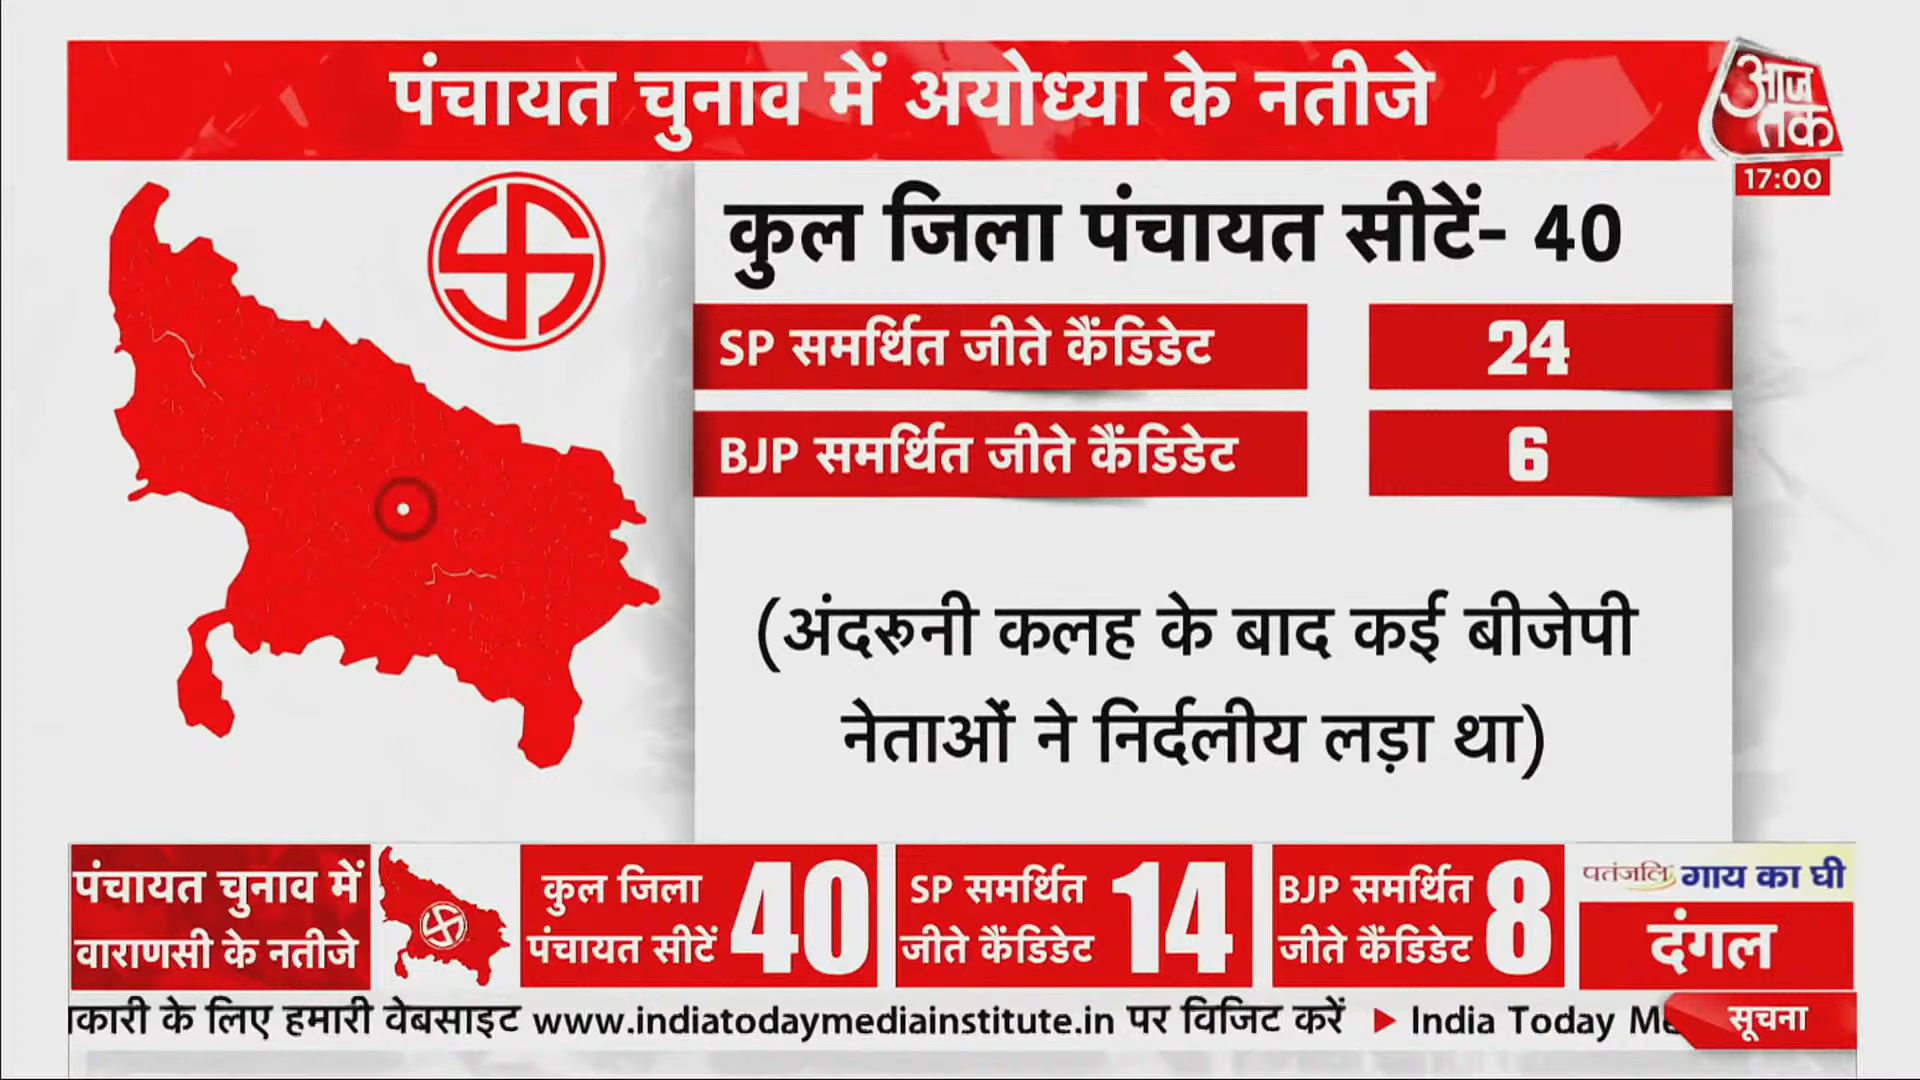 पंचायत चुनाव में अयोध्या के नतीजे
आज
तक
17:00
कुल जिला पंचायत सीटें- 40
SP समर्थित जीते कैंडिडेट 24
BJP समर्थित जीते कैंडिडेट 6
(अंदरूनी कलह के बाद कई बीजेपी
नेताओं ने निर्दलीय लड़ा था)
पंचायत चुनाव में
वाराणसी के नतीजे
कुल जिला
पंचायत सीटें
40
SP समर्थित
जीते कैंडिडेट
14
BJP समर्थित
जीते कैंडिडेट
8
पतंजलि गाय का घी
दंगल
कारी के लिए हमारी वेबसाइट www.indiatodaymediainstitute.in पर विजिट करें ▶ India Today Me
सूचना